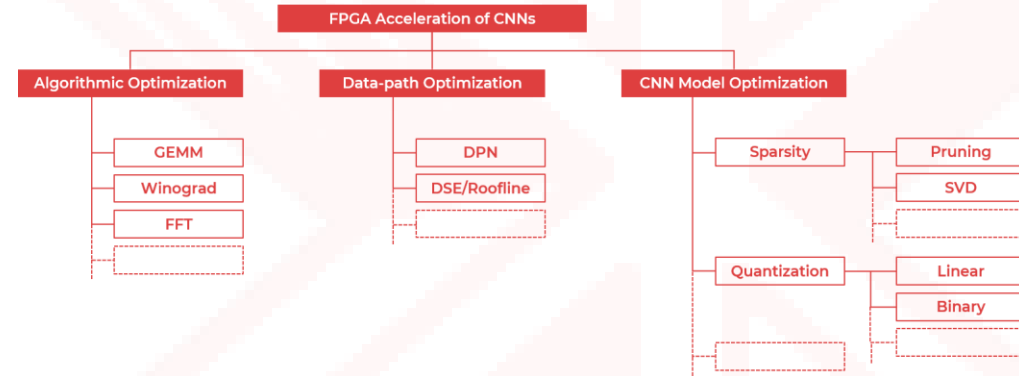 FPGA Acceleration of CNNs
Algorithmic Optimization
Data-path Optimization
CNN Model Optimization
GEMM
Winograd
FFT
DPN
DSE/Roofline
Sparsity
Pruning
SVD
Quantization
Linear
Binary